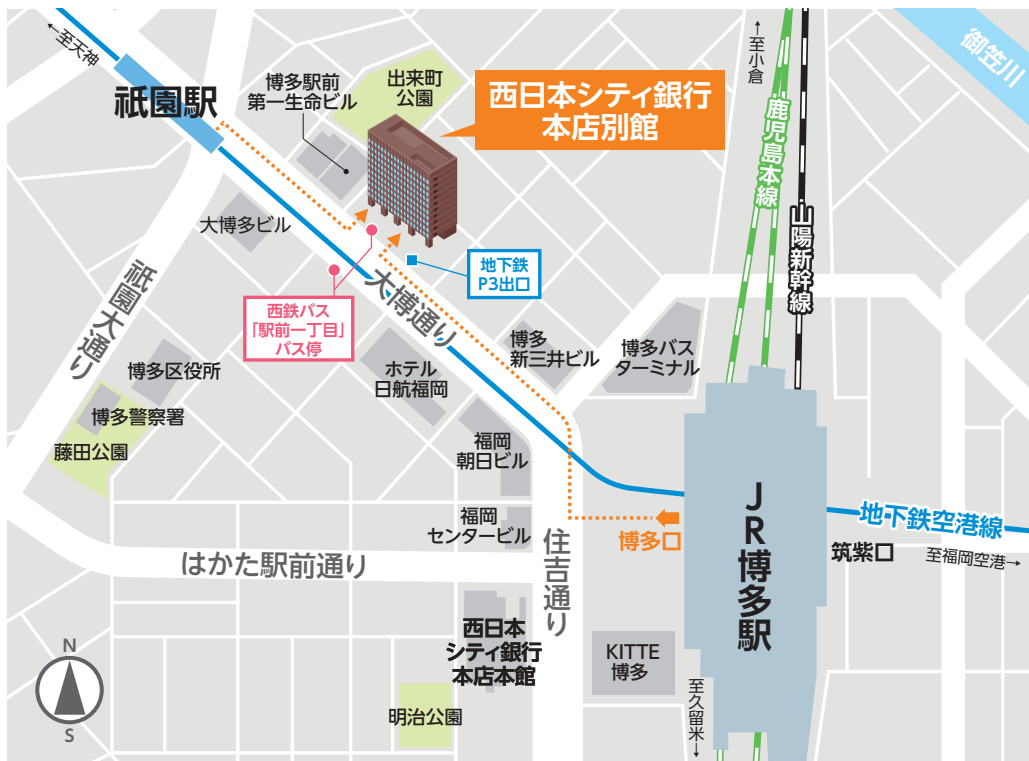 ←至天神
祇園駅
博多駅前
第一生命ビル
出来町
公園
西日本シティ銀行
本店別館
←至小倉
鹿児島本線
山陽新幹線
御笠川
大博多ビル
祇園大通り
西鉄バス
「駅前一丁目」
バス停
地下鉄
P3出口
大博通り
博多
新三井ビル
博多バス
ターミナル
ホテル
日航福岡
博多区役所
博多警察署
藤田公園
福岡
朝日ビル
福岡
センタービル
はかた駅前通り
住吉通り
博多口
JR博多駅
地下鉄空港線
筑紫口
至福岡空港→
西日本
シティ銀行
本店本館
KITTE
博多
至久留米→
明治公園
N
S